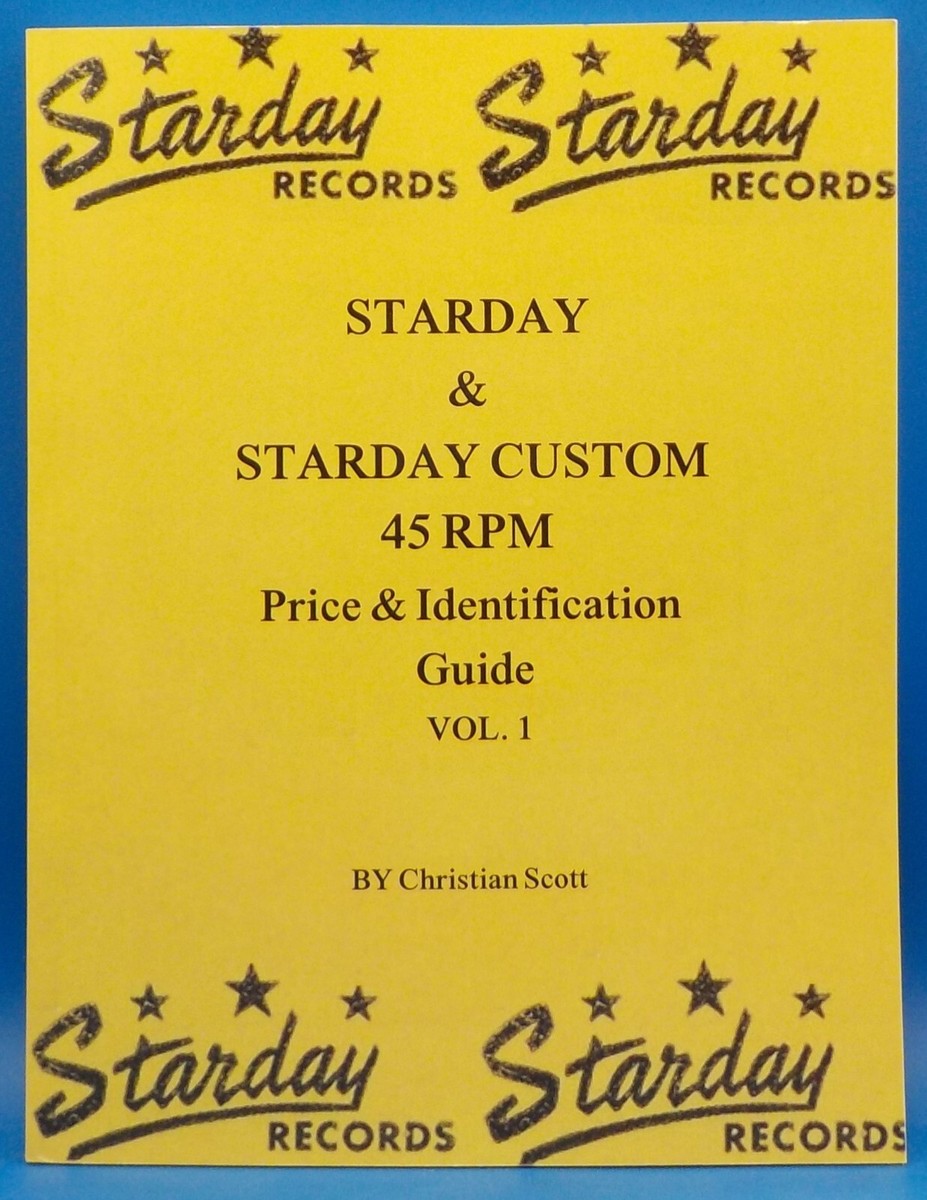 Starday Starday
RECORDS RECORDS
STARDAY
&
STARDAY CUSTOM
45 RPM
Price & Identification
Guide
VOL. 1
BY Christian Scott
Starday Starday
RECORDS RECORDS